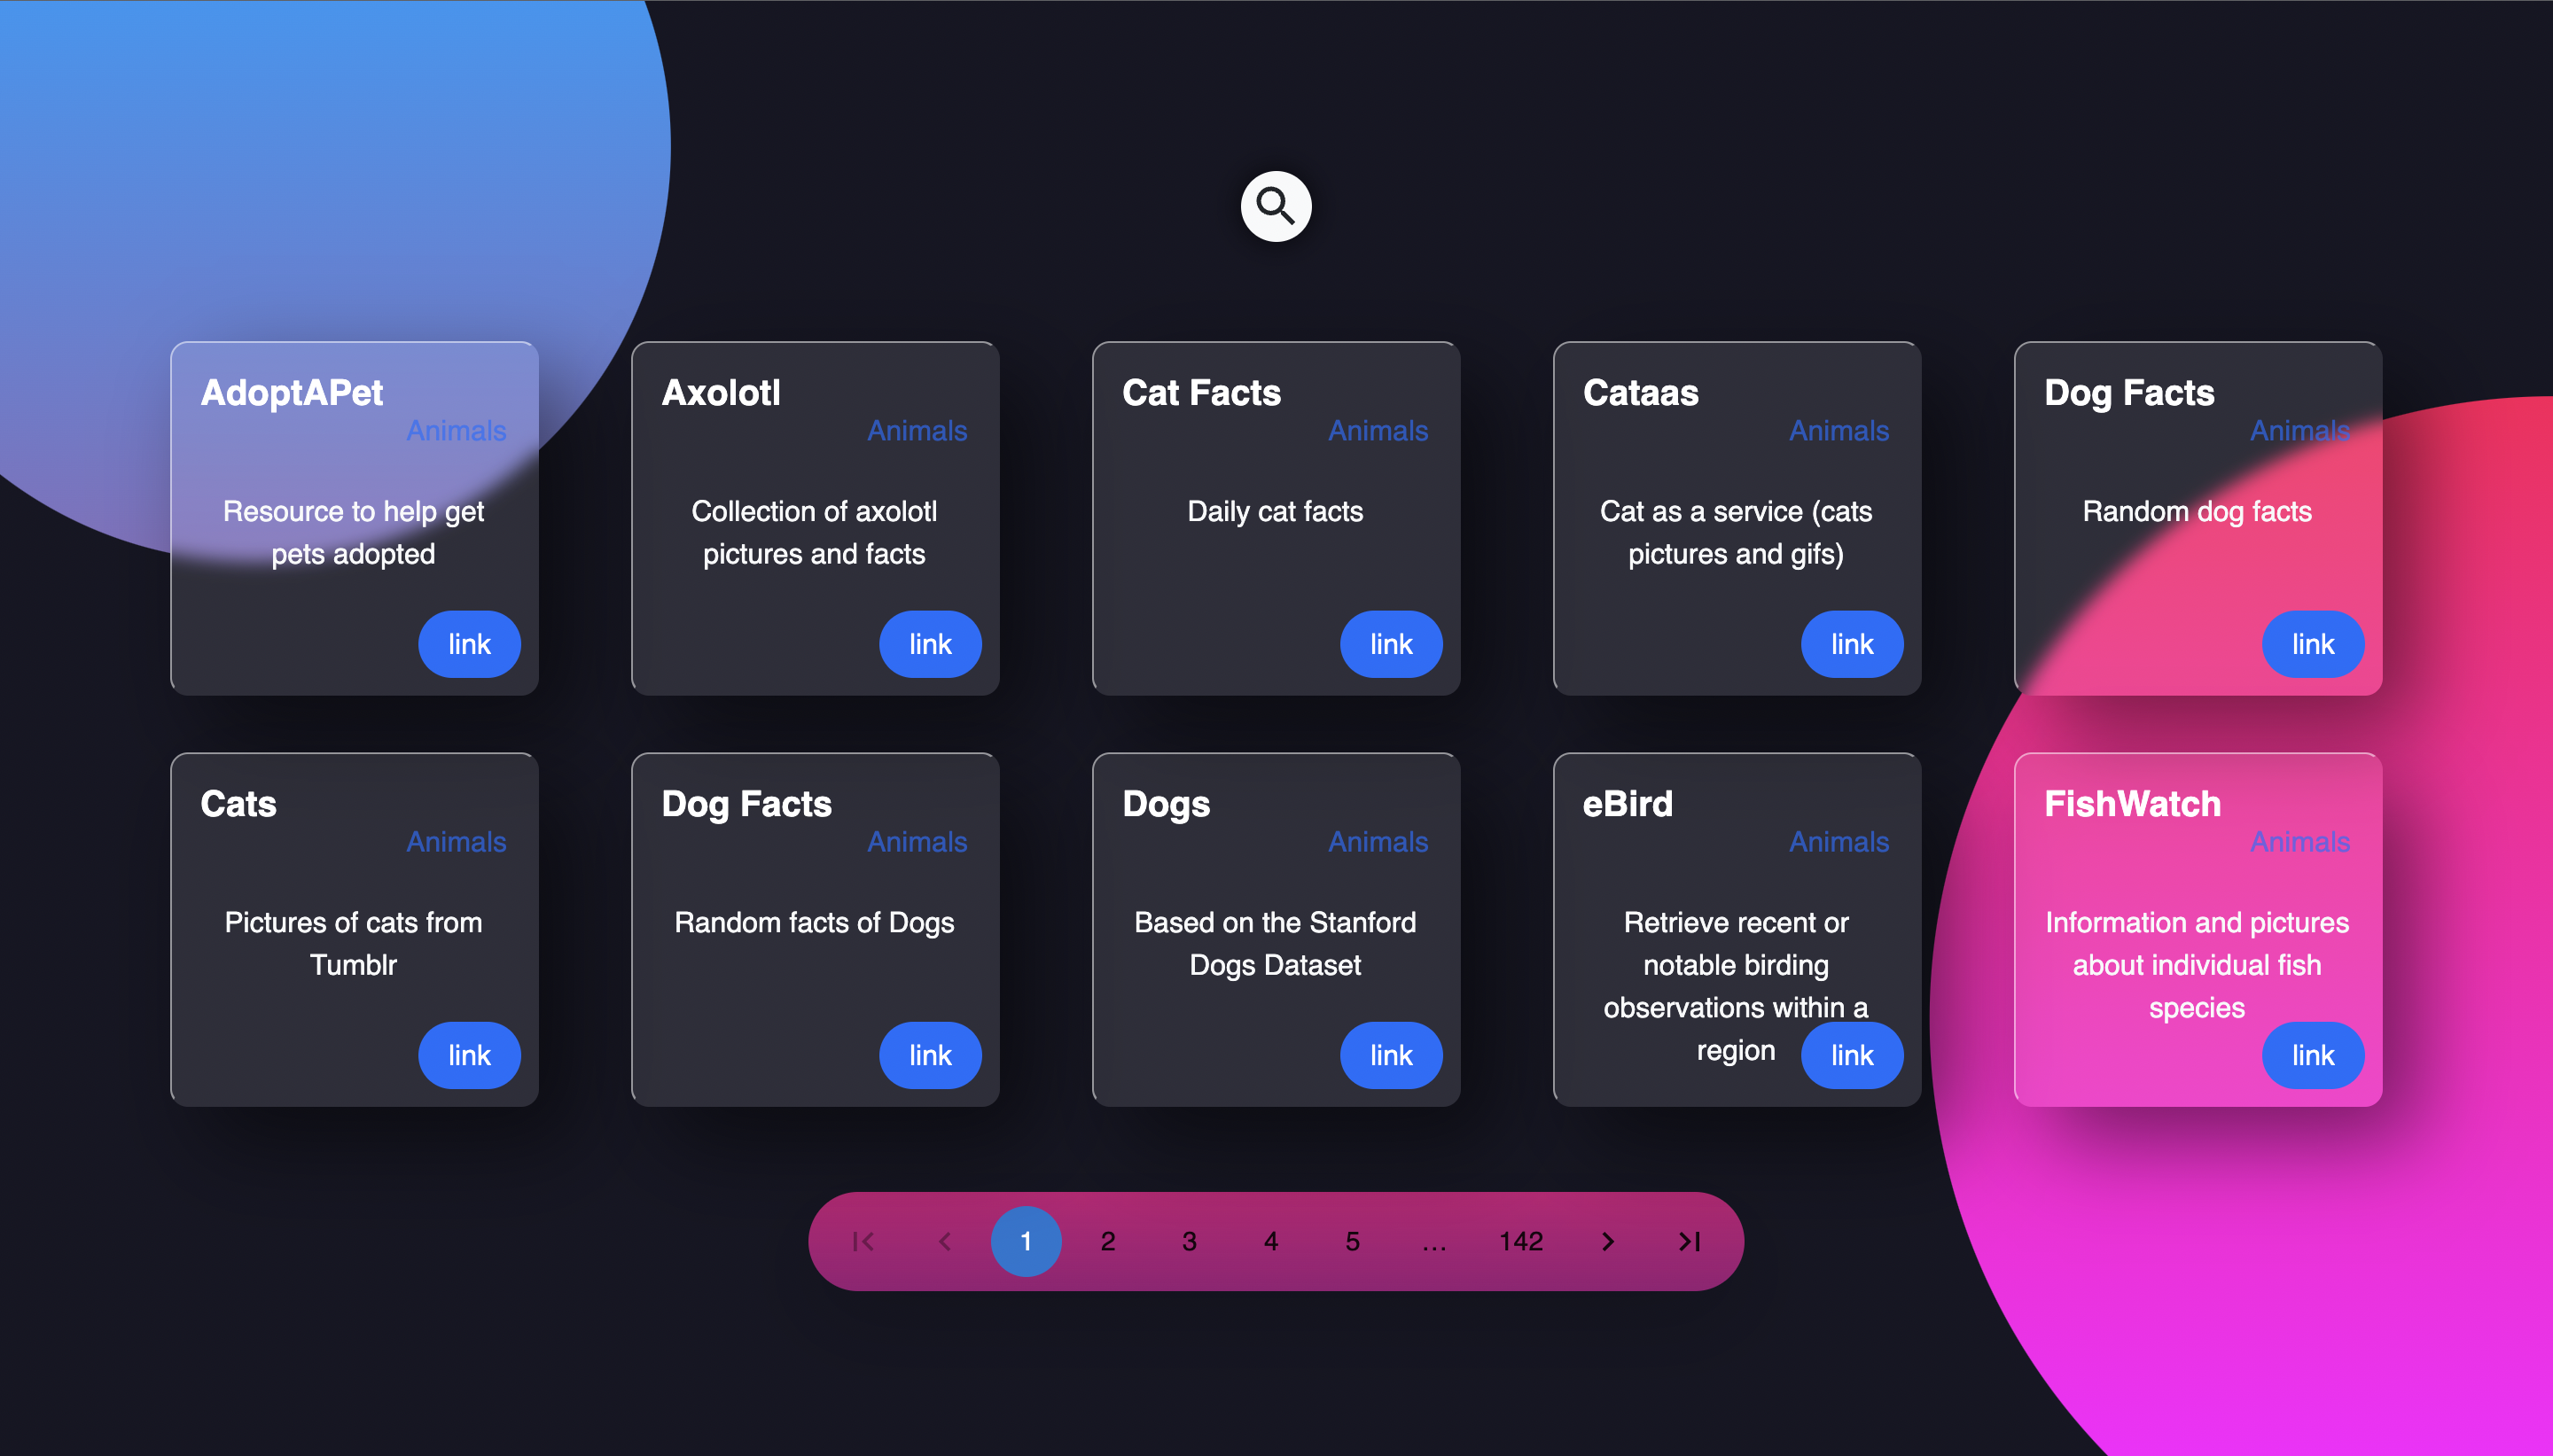 AdoptAPet
Animals
Resource to help get
pets adopted
link
Axolotl
Animals
Collection of axolotl
pictures and facts
link
Cat Facts
Animals
Daily cat facts
link
Cataas
Animals
Cat as a service (cats
pictures and gifs)
link
Dog Facts
Animals
Random dog facts
link
Cats
Animals
Pictures of cats from
Tumblr
link
Dog Facts
Animals
Random facts of Dogs
link
Dogs
Animals
Based on the Stanford
Dogs Dataset
link
eBird
Animals
Retrieve recent or
notable birding
observations within a
region
link
FishWatch
Animals
Information and pictures
about individual fish
species
link
1 2 3 4 5 ... 142